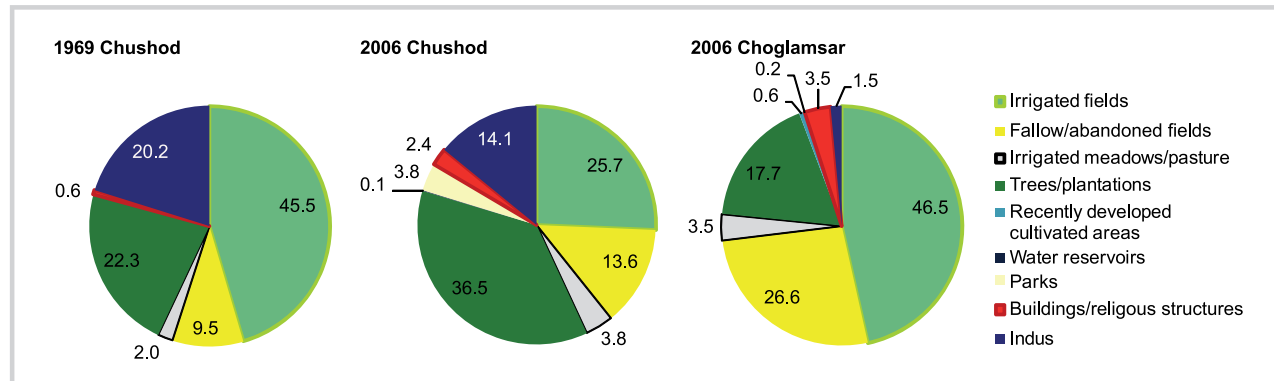 1969 Chushod
20.2
45.5
0.6
22.3
9.5
2.0
2006 Chushod
14.1
2.4
3.8
0.1
25.7
13.6
36.5
3.8
2006 Choglamsar
0.2
3.5
1.5
0.6
17.7
46.5
3.5
26.6
Irrigated fields
Fallow/abandoned fields
Irrigated meadows/pasture
Trees/plantations
Recently developed
cultivated areas
Water reservoirs
Parks
Buildings/religous structures
Indus